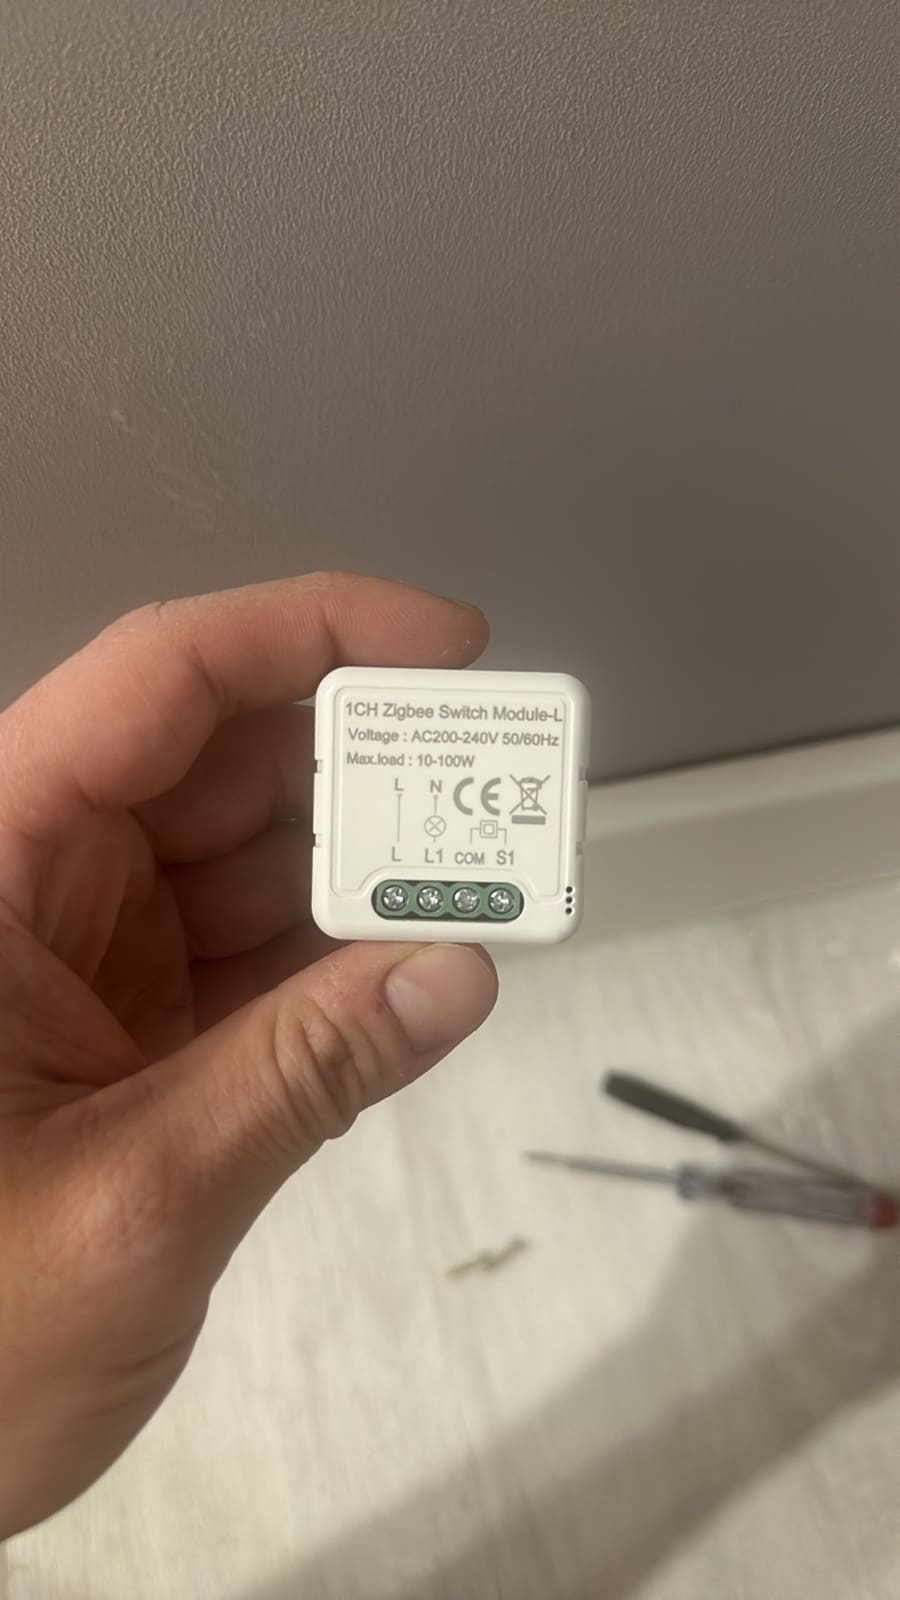 1CH Zigbee Switch Module-L
Voltage : AC200-240V 50/60Hz
Max.load : 10-100W
L N CE
L L1 COM S1